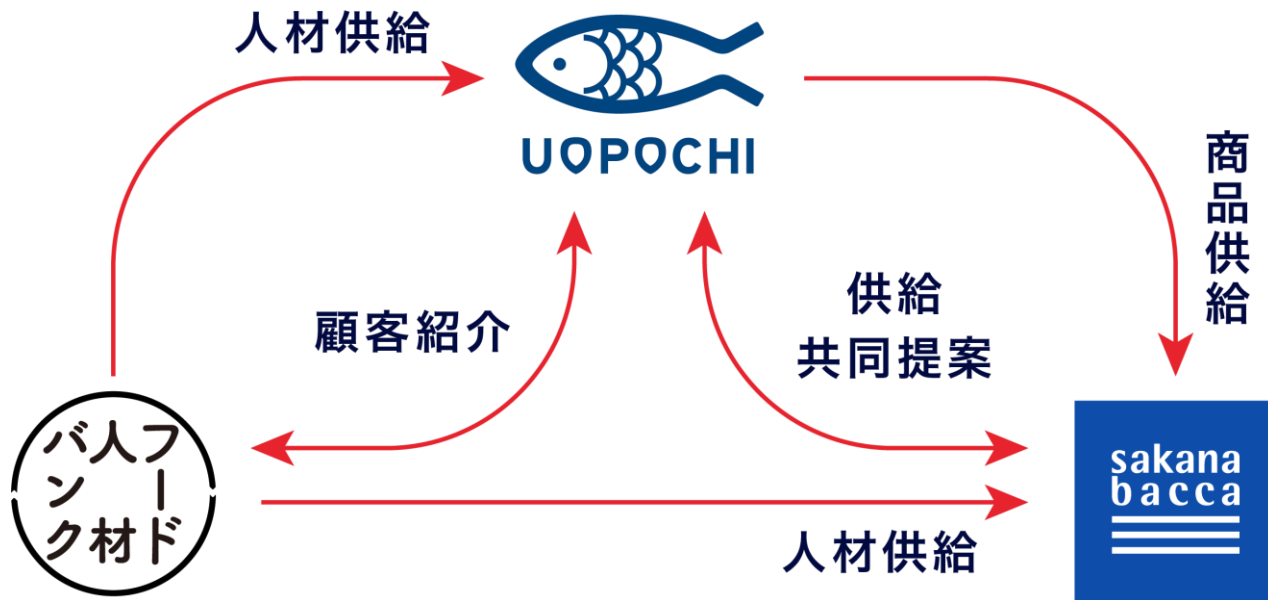 人材供給
UOPOCHI
商品供給
顧客紹介
供給
共同提案
フード
人材
バンク
sakana
bacca
人材供給